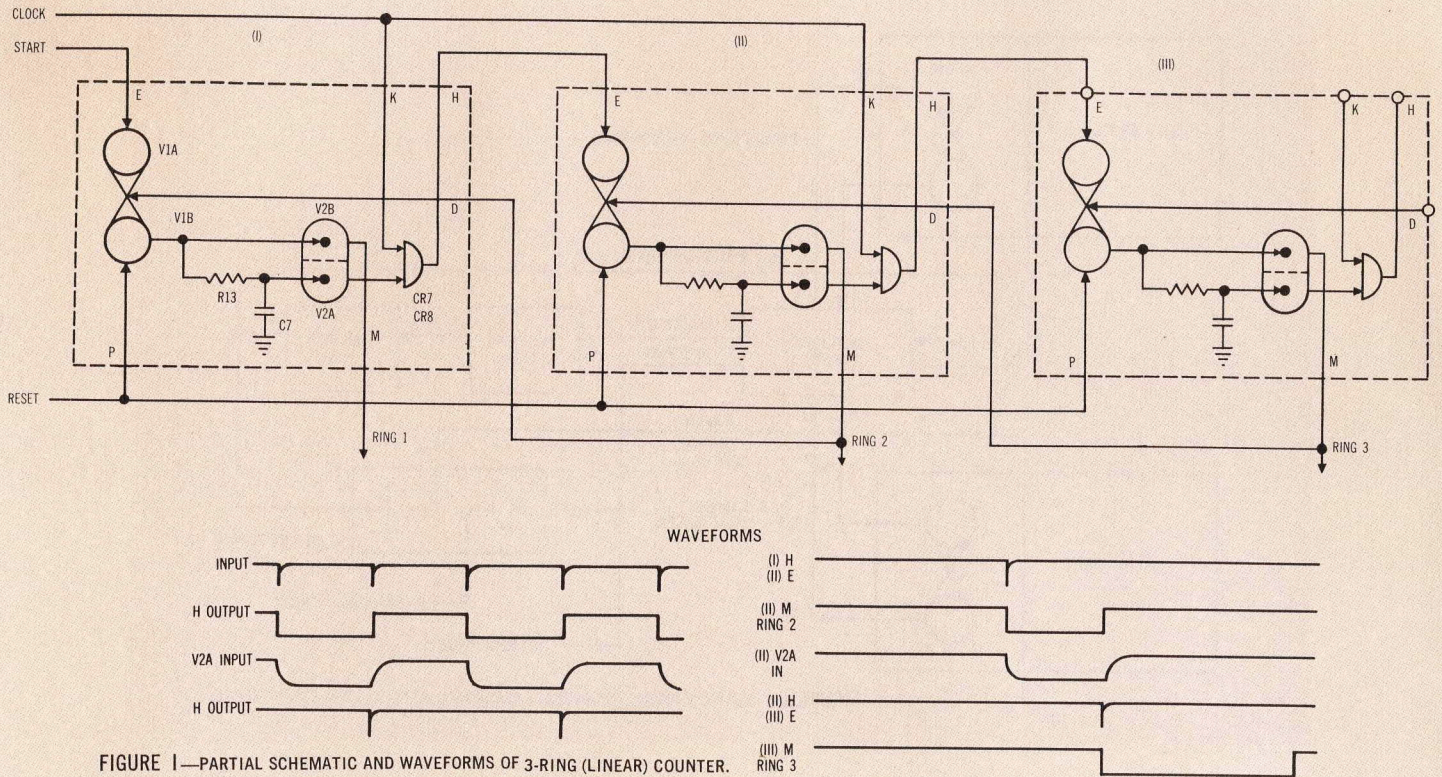 CLOCK
START
(I)
(II)
(III)
E
K
H
E
K
H
E
K
H
V1A
V1B
V2B
D
D
D
R13
C7
V2A
CR7
CR8
P
M
P
M
P
M
RESET
RING 1
RING 2
RING 3
WAVEFORMS
INPUT
H OUTPUT
V2A INPUT
H OUTPUT
(I) H
(II) E
(II) M
RING 2
(II) V2A
IN
(II) H
(III) E
(III) M
RING 3
FIGURE I—PARTIAL SCHEMATIC AND WAVEFORMS OF 3-RING (LINEAR) COUNTER.